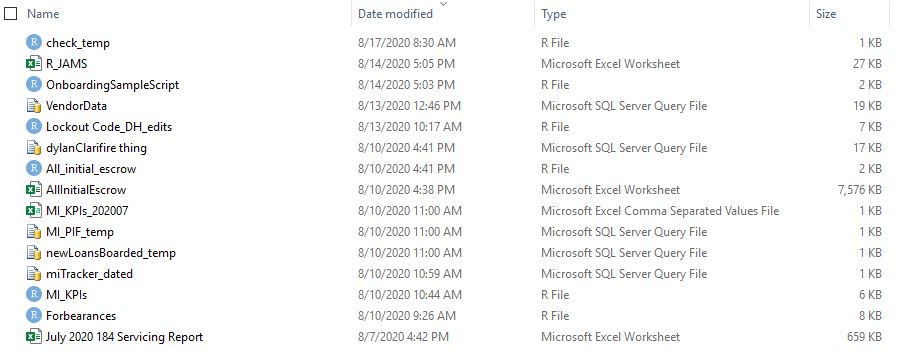 Name Date modified Type Size
check_temp 8/17/2020 8:30 AM R File 1 KB
R_JAMS 8/14/2020 5:05 PM Microsoft Excel Worksheet 27 KB
OnboardingSampleScript 8/14/2020 5:03 PM R File 2 KB
VendorData 8/13/2020 12:46 PM Microsoft SQL Server Query File 19 KB
Lockout Code_DH_edits 8/13/2020 10:17 AM R File 7 KB
dylanClarifire thing 8/10/2020 4:41 PM Microsoft SQL Server Query File 17 KB
All_initial_escrow 8/10/2020 4:41 PM R File 2 KB
AllInitialEscrow 8/10/2020 4:38 PM Microsoft Excel Worksheet 7,576 KB
MI_KPIs_202007 8/10/2020 11:00 AM Microsoft Excel Comma Separated Values File 1 KB
MI_PIF_temp 8/10/2020 11:00 AM Microsoft SQL Server Query File 1 KB
newLoansBoarded_temp 8/10/2020 11:00 AM Microsoft SQL Server Query File 1 KB
miTracker_dated 8/10/2020 10:59 AM Microsoft SQL Server Query File 1 KB
MI_KPIs 8/10/2020 10:44 AM R File 6 KB
Forbearances 8/10/2020 9:26 AM R File 8 KB
July 2020 184 Servicing Report 8/7/2020 4:42 PM Microsoft Excel Worksheet 659 KB